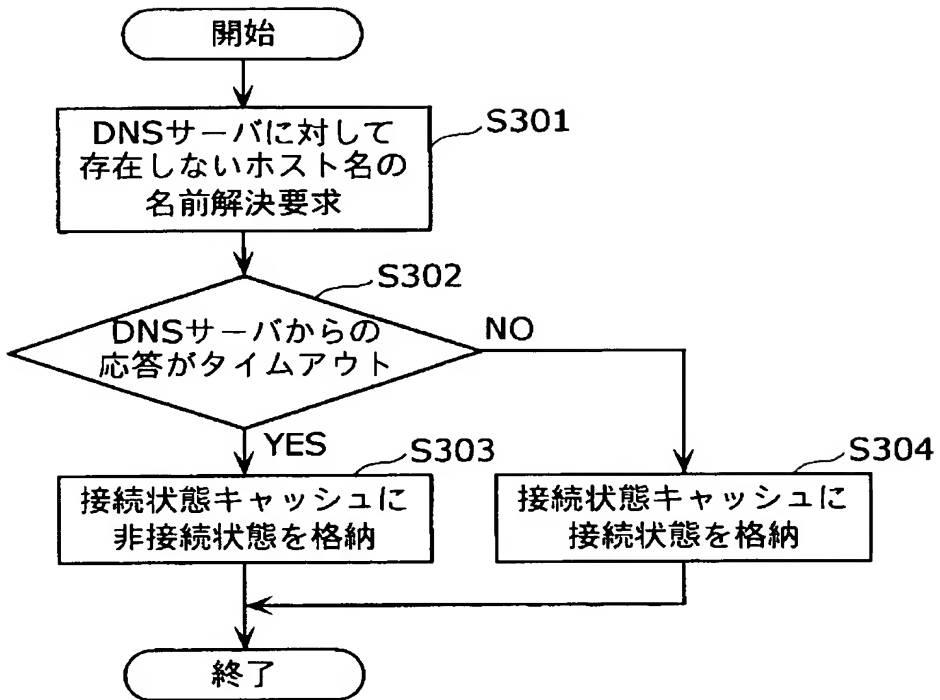 開始
S301
DNSサーバに対して
存在しないホスト名の
名前解決要求
S302
DNSサーバからの
応答がタイムアウト
NO
YES
S303
接続状態キャッシュに
非接続状態を格納
S304
接続状態キャッシュに
接続状態を格納
終了